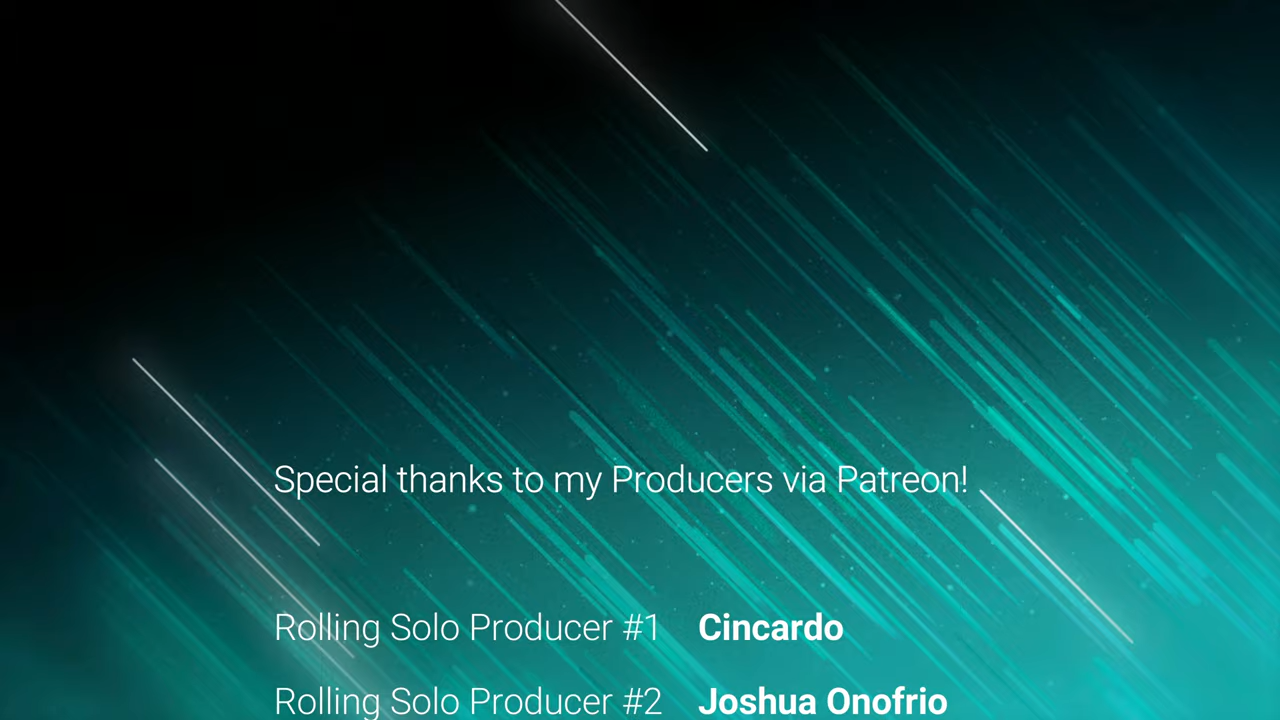 Special thanks to my Producers via Patreon!
Rolling Solo Producer #1 Cincardo
Rolling Solo Producer #2 Joshua Onofrio